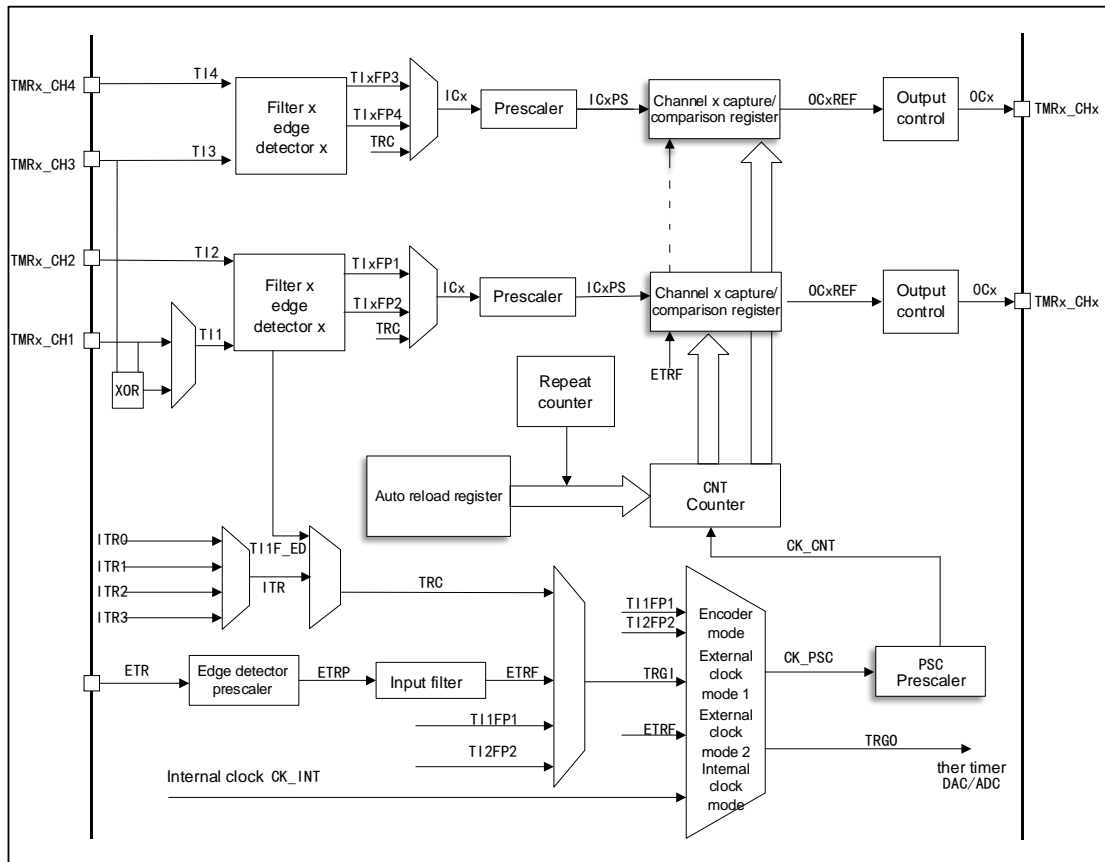 TMRx_CH4
TI4
Filter x
edge
detector x
TIxFP3
TIxFP4
TRC
ICx
Prescaler
ICxPS
Channel x capture/
comparison register
OCxREF
Output
control
OCx
TMRx_CHx
TMRx_CH3
TI3
TMRx_CH2
TI2
Filter x
edge
detector x
TIxFP1
TIxFP2
TRC
ICx
Prescaler
ICxPS
Channel x capture/
comparison register
OCxREF
Output
control
OCx
TMRx_CHx
TMRx_CH1
TI1
XOR
ETRF
Repeat
counter
Auto reload register
CNT
Counter
CK_CNT
ITR0
ITR1
ITR2
ITR3
TI1F_ED
ITR
TRC
TI1FP1
TI2FP2
Encoder
mode
External
clock
mode 1
External
clock
mode 2
Internal
clock
mode
CK_PSC
PSC
Prescaler
ETR
Edge detector
prescaler
ETRP
Input filter
ETRF
TRGI
TI1FP1
TI2FP2
ETRF
TRGO
ther timer
DAC/ADC
Internal clock CK_INT